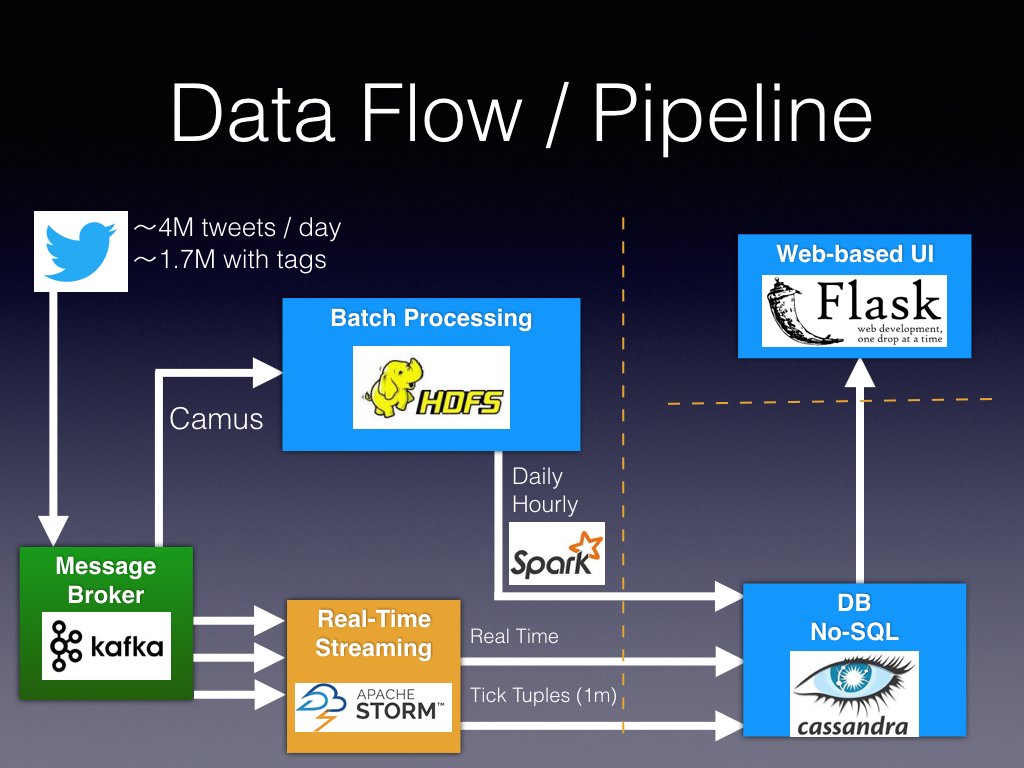 Data Flow / Pipeline
~4M tweets / day
~1.7M with tags
Web-based UI
Flask
web development,
one drop at a time
Batch Processing
HDFS
Camus
Daily
Hourly
Spark
Message
Broker
kafka
Real-Time
Streaming
APACHE
STORM™
Real Time
Tick Tuples (1m)
DB
No-SQL
cassandra